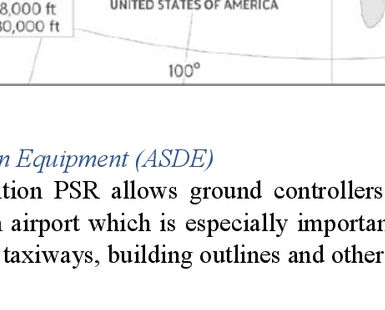 8,000 ft
0,000 ft
UNITED STATES OF AMERICA
100°
n Equipment (ASDE)
tion PSR allows ground controllers
airport which is especially importan
taxiways, building outlines and other